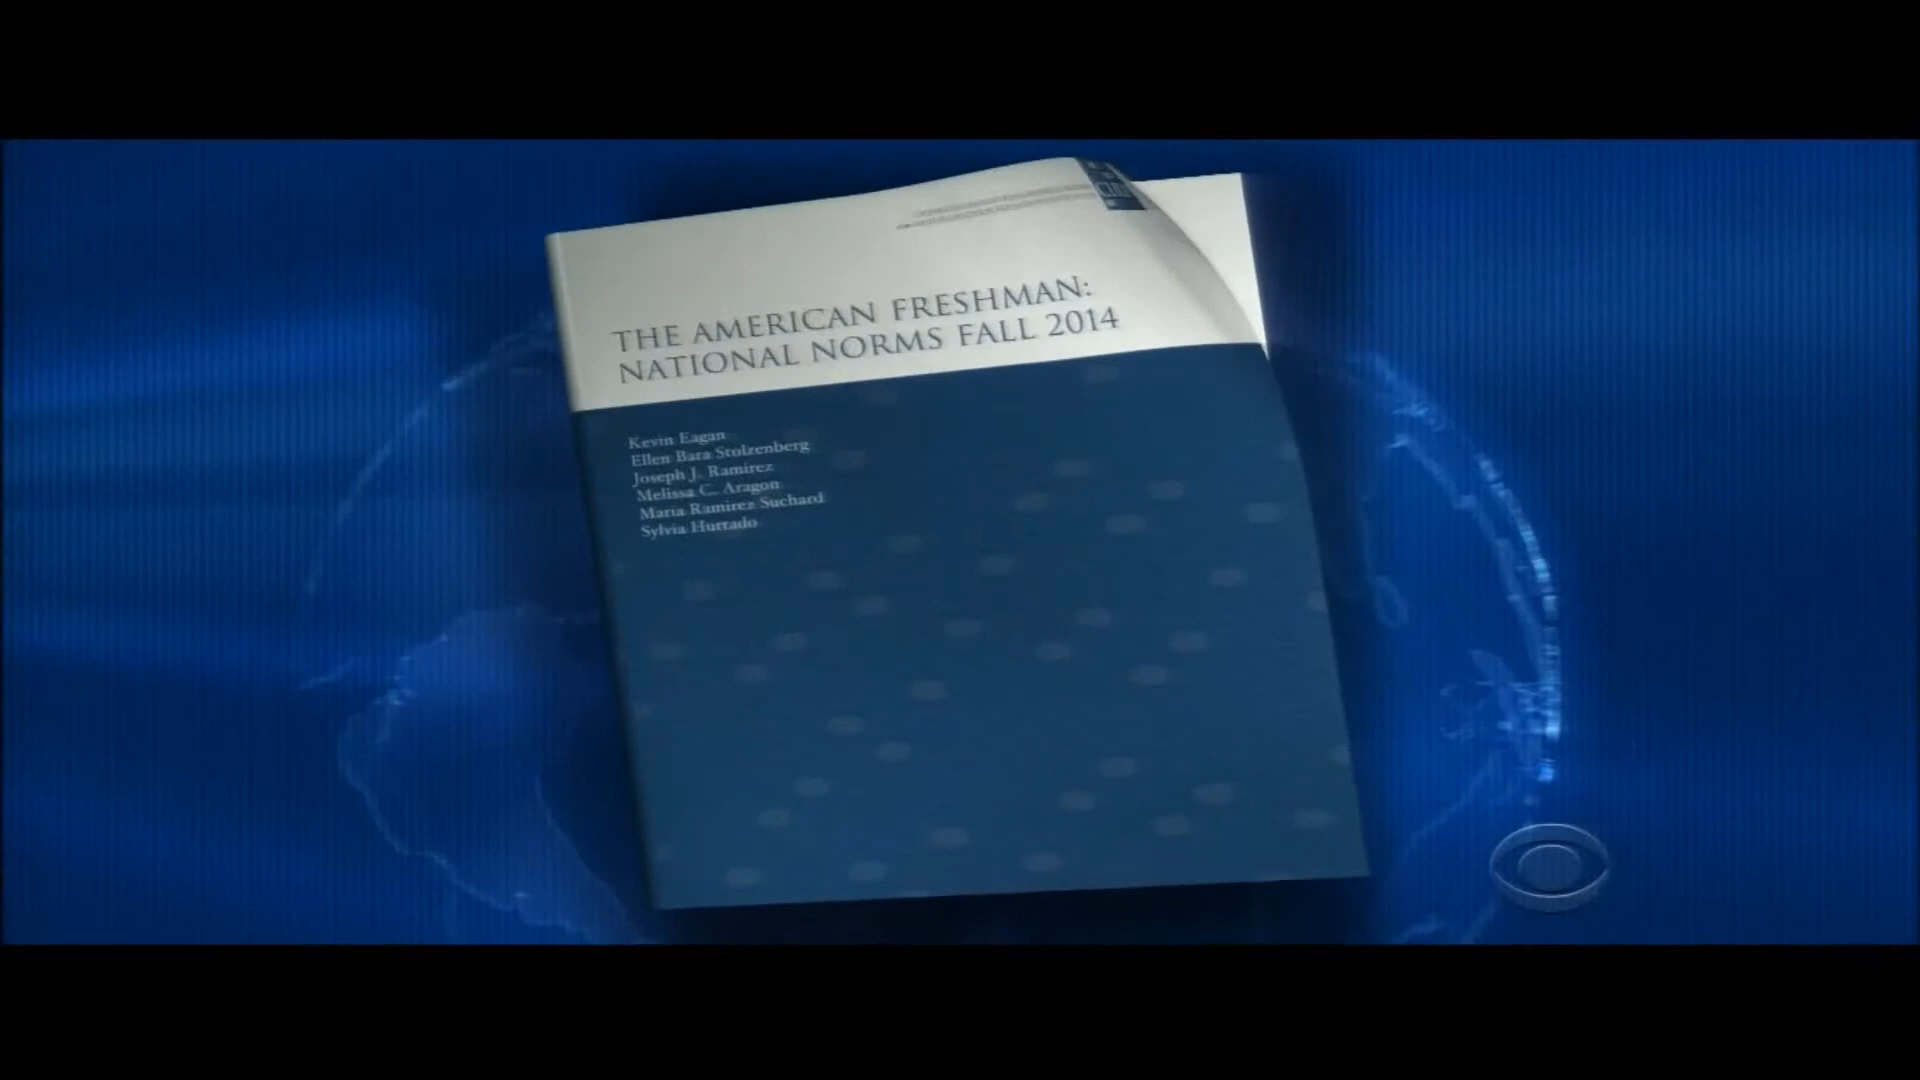 THE AMERICAN FRESHMAN:
NATIONAL NORMS FALL 2014
Kevin Eagan
Ellen Bara Stolzenberg
Joseph J. Ramirez
Melissa C. Aragon
Maria Ramirez Suchard
Sylvia Hurtado